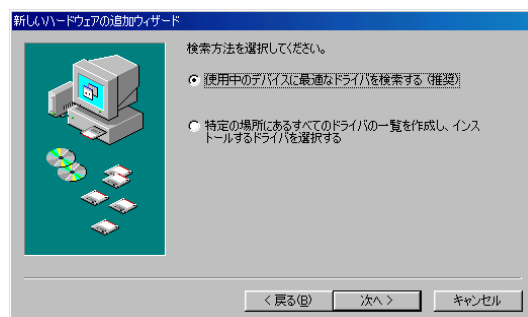 新しいハードウェアの追加ウィザード
検索方法を選択してください。
使用中のデバイスに最適なドライバを検索する (推奨)
特定の場所にあるすべてのドライバの一覧を作成し、インス
トールするドライバを選択する
< 戻る(B)
次へ >
キャンセル